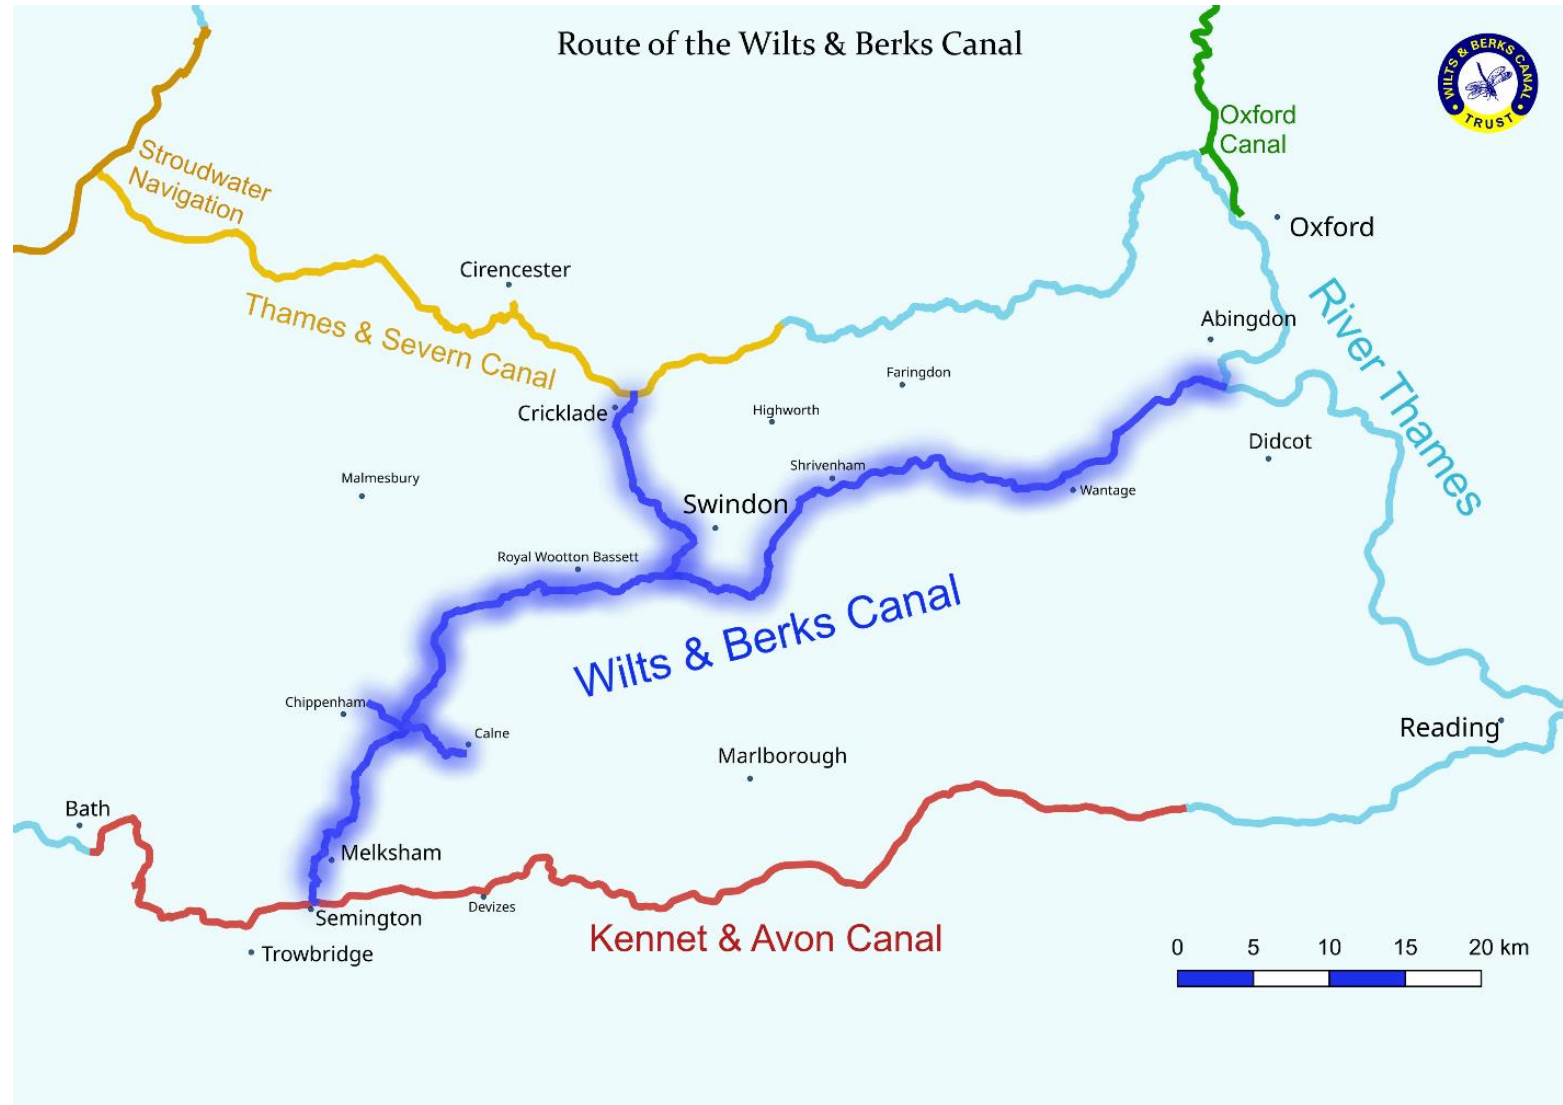 Route of the Wilts & Berks Canal
WILTS & BERKS CANAL
TRUST
Oxford
Canal
Stroudwater
Navigation
Oxford
Cirencester
River Thames
Thames & Severn Canal
Abingdon
Faringdon
Cricklade
Highworth
Didcot
Malmesbury
Shrivenham
Wantage
Swindon
Royal Wootton Bassett
Wilts & Berks Canal
Chippenham
Calne
Reading
Marlborough
Bath
Melksham
Devizes
Semington
Kennet & Avon Canal
Trowbridge
0 5 10 15 20 km